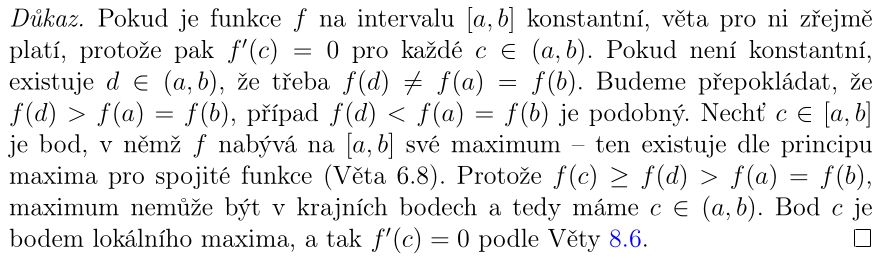 Důkaz. Pokud je funkce f na intervalu [a, b] konstantní, věta pro ni zřejmě
platí, protože pak f′(c) = 0 pro každé c ∈ (a, b). Pokud není konstantní,
existuje d ∈ (a, b), že třeba f(d) ≠ f(a) = f(b). Budeme přepokládat, že
f(d) > f(a) = f(b), případ f(d) < f(a) = f(b) je podobný. Nechť c ∈ [a, b]
je bod, v němž f nabývá na [a, b] své maximum – ten existuje dle principu
maxima pro spojité funkce (Věta 6.8). Protože f(c) ≥ f(d) > f(a) = f(b),
maximum nemůže být v krajních bodech a tedy máme c ∈ (a, b). Bod c je
bodem lokálního maxima, a tak f′(c) = 0 podle Věty 8.6. □